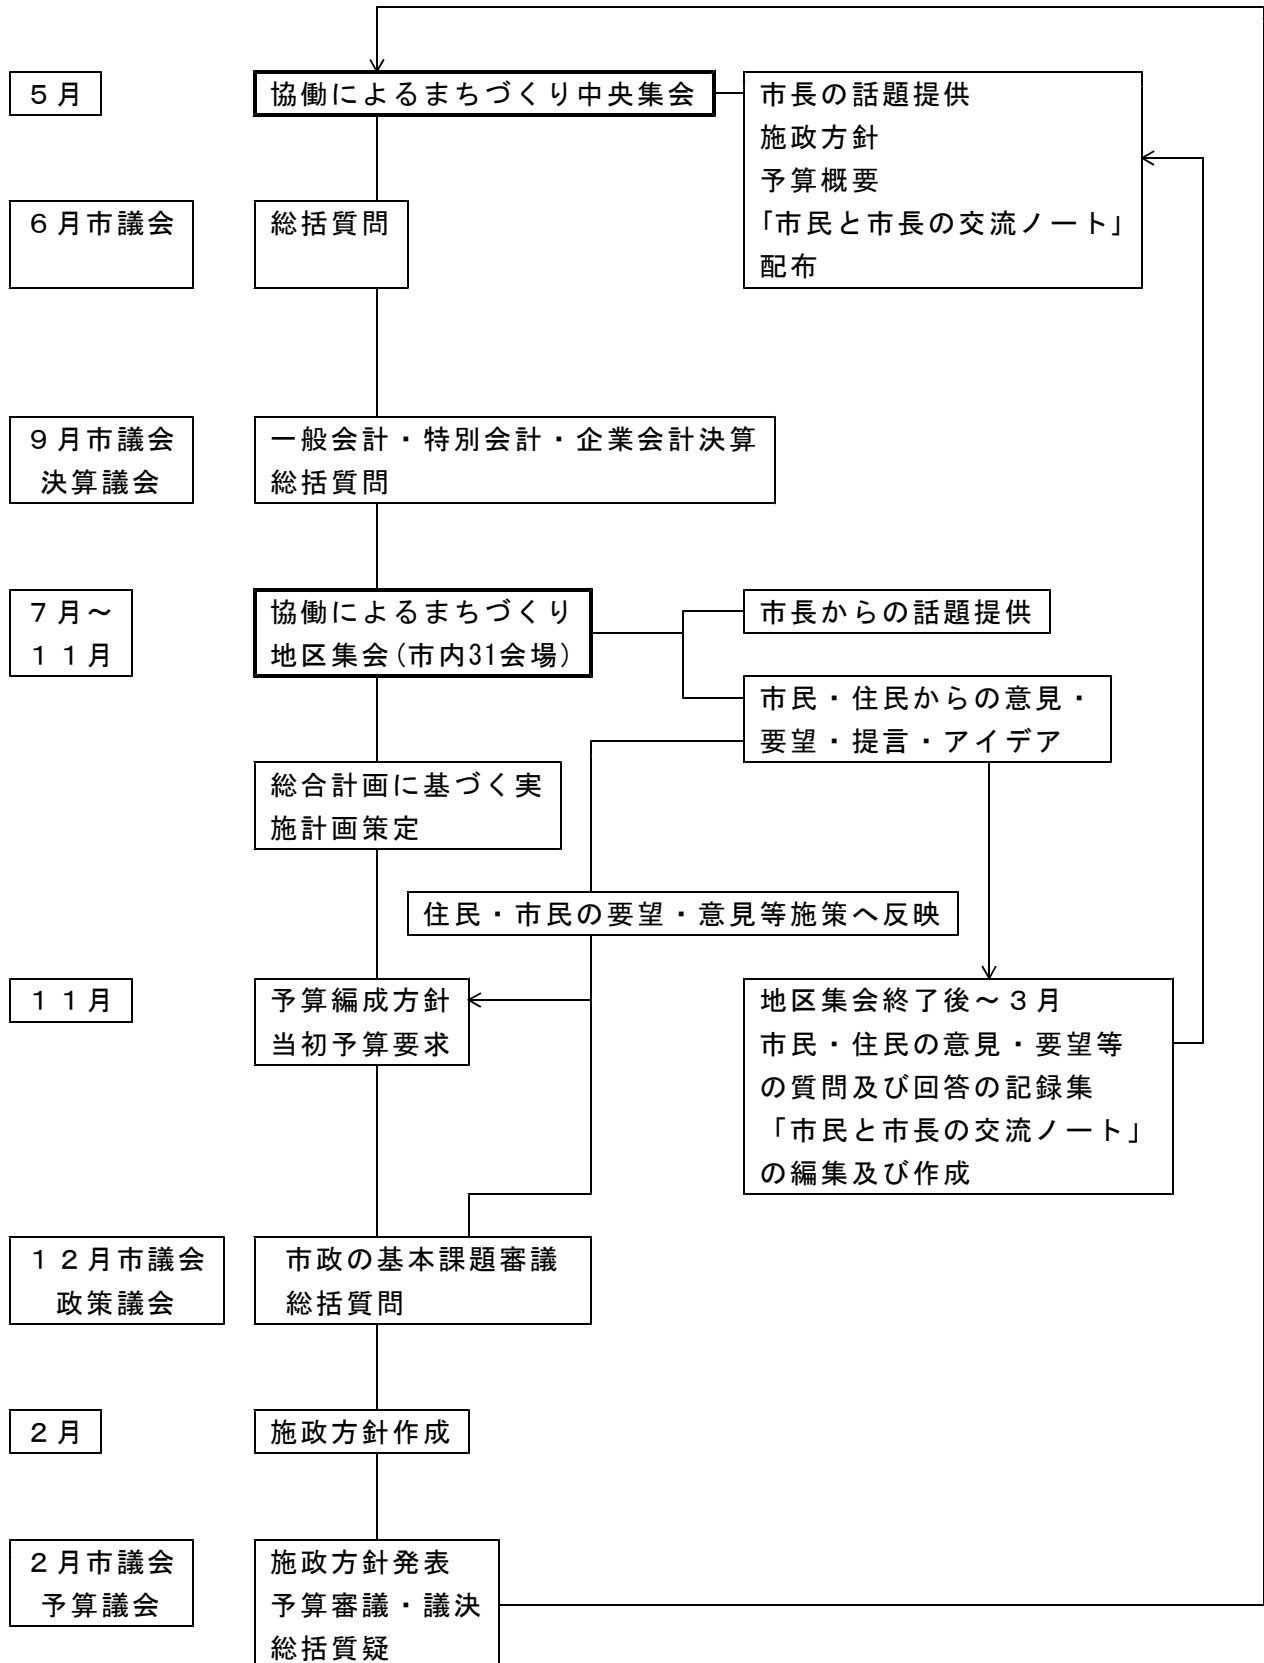 ５月
協働によるまちづくり中央集会
市長の話題提供
施政方針
予算概要
「市民と市長の交流ノート」
配布
６月市議会
総括質問
９月市議会
決算議会
一般会計・特別会計・企業会計決算
総括質問
７月～
１１月
協働によるまちづくり
地区集会(市内31会場)
市長からの話題提供
市民・住民からの意見・
要望・提言・アイデア
総合計画に基づく実
施計画策定
住民・市民の要望・意見等施策へ反映
１１月
予算編成方針
当初予算要求
地区集会終了後～３月
市民・住民の意見・要望等
の質問及び回答の記録集
「市民と市長の交流ノート」
の編集及び作成
１２月市議会
政策議会
市政の基本課題審議
総括質問
２月
施政方針作成
２月市議会
予算議会
施政方針発表
予算審議・議決
総括質疑